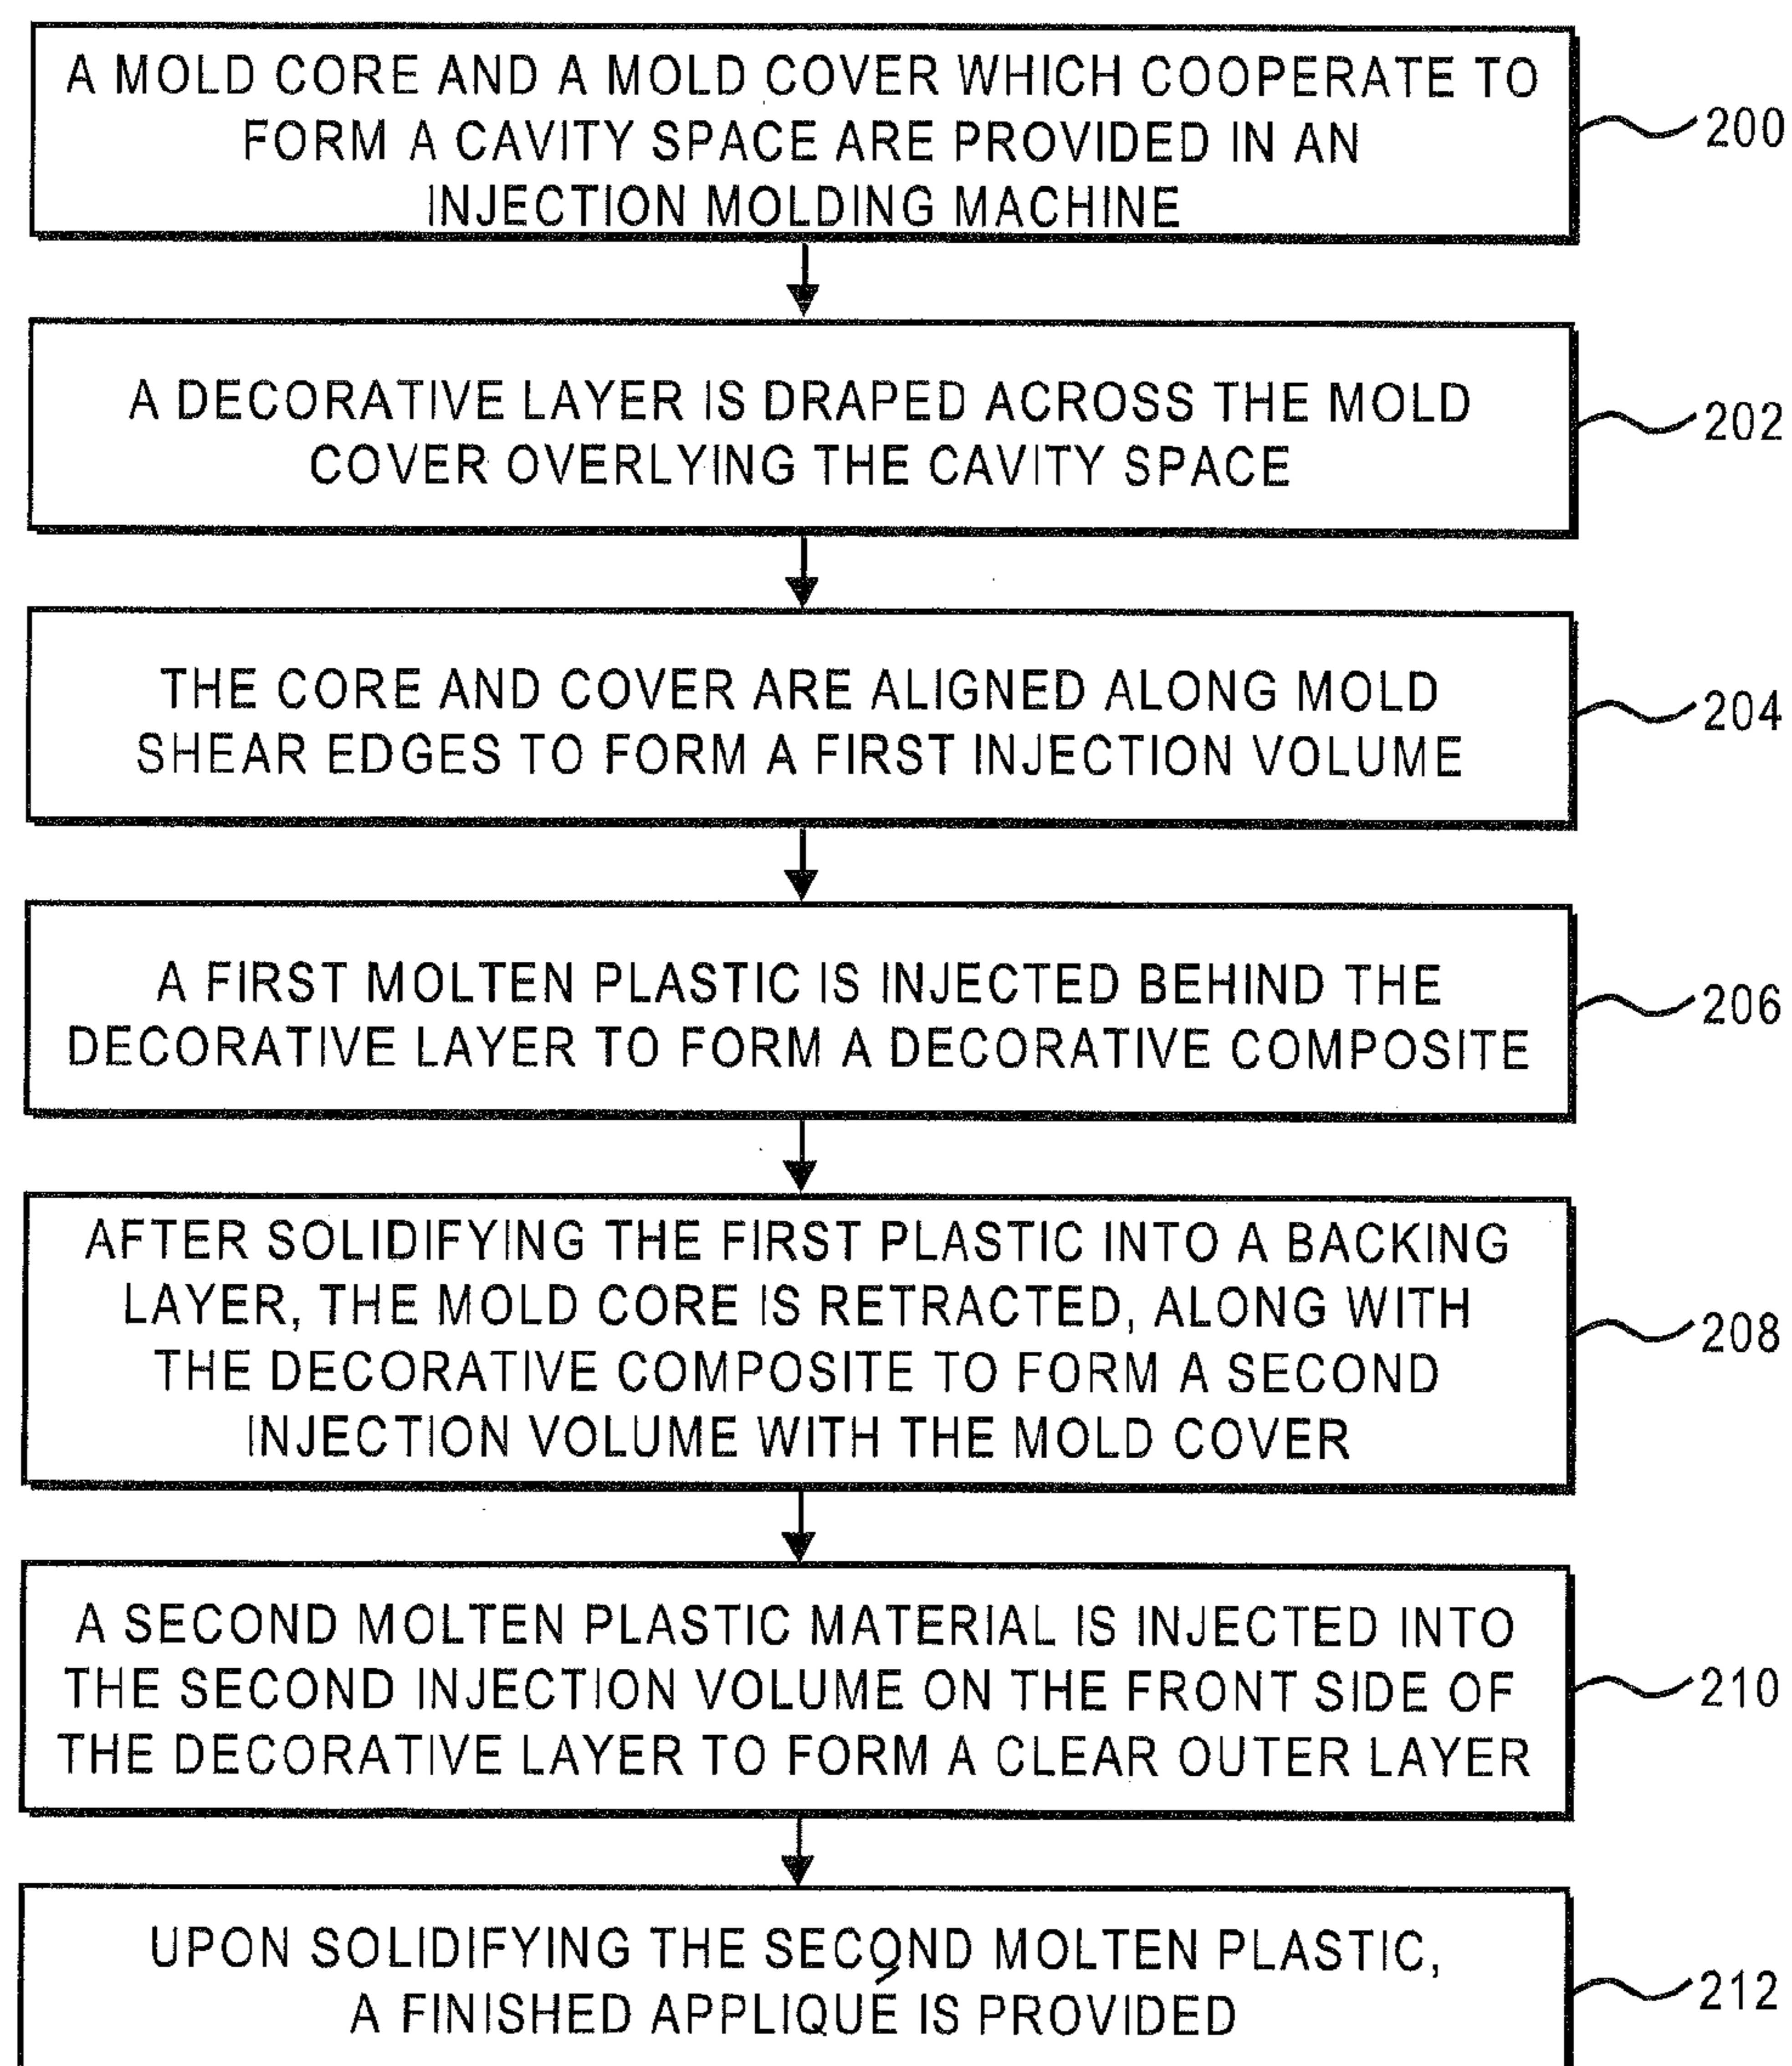 A MOLD CORE AND A MOLD COVER WHICH COOPERATE TO
FORM A CAVITY SPACE ARE PROVIDED IN AN
INJECTION MOLDING MACHINE
200
A DECORATIVE LAYER IS DRAPED ACROSS THE MOLD
COVER OVERLYING THE CAVITY SPACE
202
THE CORE AND COVER ARE ALIGNED ALONG MOLD
SHEAR EDGES TO FORM A FIRST INJECTION VOLUME
204
A FIRST MOLTEN PLASTIC IS INJECTED BEHIND THE
DECORATIVE LAYER TO FORM A DECORATIVE COMPOSITE
206
AFTER SOLIDIFYING THE FIRST PLASTIC INTO A BACKING
LAYER, THE MOLD CORE IS RETRACTED, ALONG WITH
THE DECORATIVE COMPOSITE TO FORM A SECOND
INJECTION VOLUME WITH THE MOLD COVER
208
A SECOND MOLTEN PLASTIC MATERIAL IS INJECTED INTO
THE SECOND INJECTION VOLUME ON THE FRONT SIDE OF
THE DECORATIVE LAYER TO FORM A CLEAR OUTER LAYER
210
UPON SOLIDIFYING THE SECOND MOLTEN PLASTIC,
A FINISHED APPLIQUÉ IS PROVIDED
212